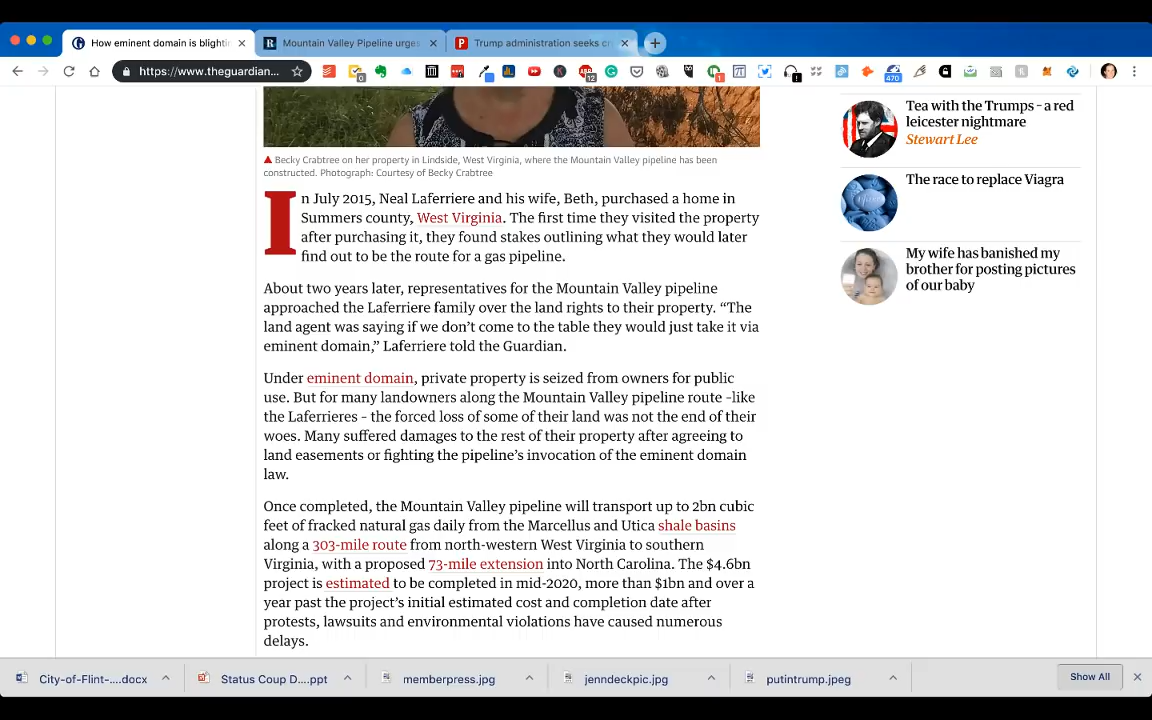 How eminent domain is blighti
Mountain Valley Pipeline urges
Trump administration seeks cr
https://www.theguardian...
0
12
1
470
Becky Crabtree on her property in Lindside, West Virginia, where the Mountain Valley pipeline has been
constructed. Photograph: Courtesy of Becky Crabtree
In July 2015, Neal Laferriere and his wife, Beth, purchased a home in
Summers county, West Virginia. The first time they visited the property
after purchasing it, they found stakes outlining what they would later
find out to be the route for a gas pipeline.
About two years later, representatives for the Mountain Valley pipeline
approached the Laferriere family over the land rights to their property. “The
land agent was saying if we don’t come to the table they would just take it via
eminent domain,” Laferriere told the Guardian.
Under eminent domain, private property is seized from owners for public
use. But for many landowners along the Mountain Valley pipeline route –like
the Laferrieres – the forced loss of some of their land was not the end of their
woes. Many suffered damages to the rest of their property after agreeing to
land easements or fighting the pipeline’s invocation of the eminent domain
law.
Once completed, the Mountain Valley pipeline will transport up to 2bn cubic
feet of fracked natural gas daily from the Marcellus and Utica shale basins
along a 303-mile route from north-western West Virginia to southern
Virginia, with a proposed 73-mile extension into North Carolina. The $4.6bn
project is estimated to be completed in mid-2020, more than $1bn and over a
year past the project’s initial estimated cost and completion date after
protests, lawsuits and environmental violations have caused numerous
delays.
Tea with the Trumps – a red
leicester nightmare
Stewart Lee
The race to replace Viagra
My wife has banished my
brother for posting pictures
of our baby
City-of-Flint-....docx
Status Coup D....ppt
memberpress.jpg
jenndeckpic.jpg
putintrump.jpeg
Show All